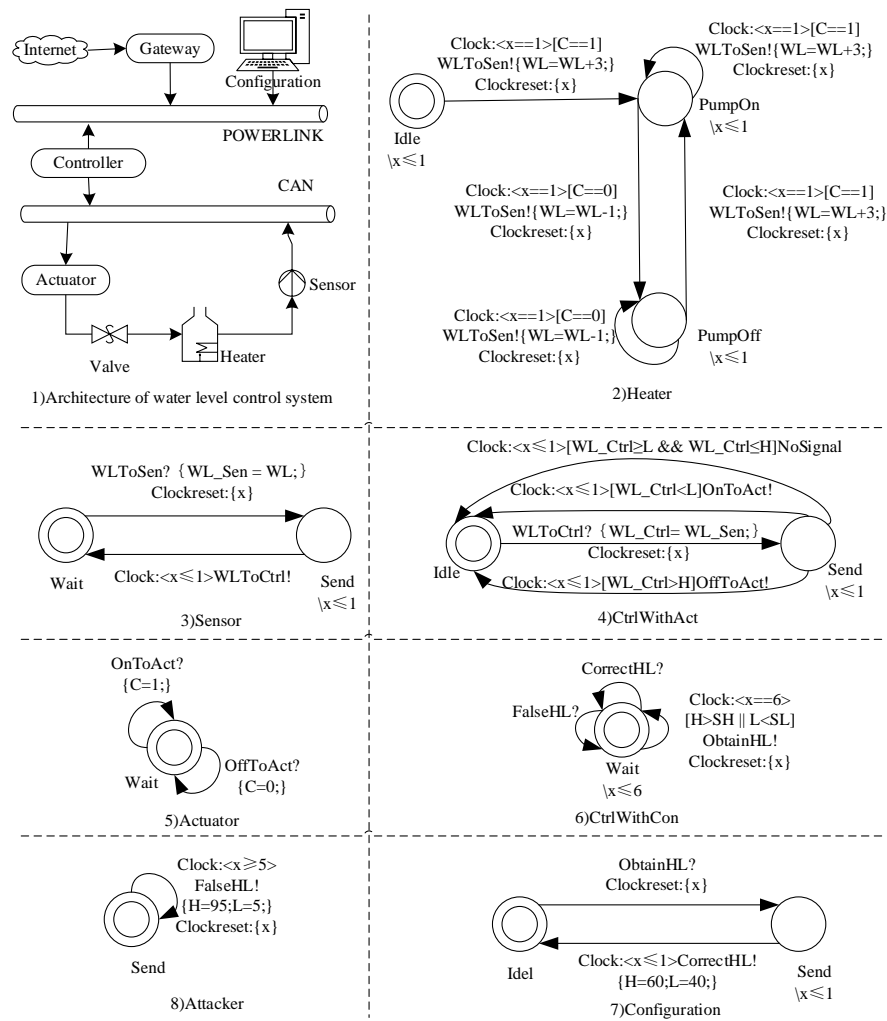 Internet
Gateway
Configuration
POWERLINK
Controller
CAN
Actuator
Sensor
Valve
Heater
1)Architecture of water level control system
Clock:<x==1>[C==1]
WLToSen!{WL=WL+3;}
Clockreset:{x}
Clock:<x==1>[C==1]
WLToSen!{WL=WL+3;}
Clockreset:{x}
Idle
\x≤1
PumpOn
\x≤1
Clock:<x==1>[C==0]
WLToSen!{WL=WL-1;}
Clockreset:{x}
Clock:<x==1>[C==1]
WLToSen!{WL=WL+3;}
Clockreset:{x}
Clock:<x==1>[C==0]
WLToSen!{WL=WL-1;}
Clockreset:{x}
PumpOff
\x≤1
2)Heater
WLToSen? {WL_Sen = WL;}
Clockreset:{x}
Wait
Clock:<x≤1>WLToCtrl!
Send
\x≤1
3)Sensor
Clock:<x≤1>[WL_Ctrl≥L && WL_Ctrl≤H]NoSignal
Clock:<x≤1>[WL_Ctrl<L]OnToAct!
WLToCtrl? {WL_Ctrl= WL_Sen;}
Clockreset:{x}
Idle
Clock:<x≤1>[WL_Ctrl>H]OffToAct!
Send
\x≤1
4)CtrlWithAct
OnToAct?
{C=1;}
Wait
OffToAct?
{C=0;}
5)Actuator
CorrectHL?
FalseHL?
Clock:<x==6>
[H>SH || L<SL]
ObtainHL!
Clockreset:{x}
Wait
\x≤6
6)CtrlWithCon
Clock:<x≥5>
FalseHL!
{H=95;L=5;}
Clockreset:{x}
Send
8)Attacker
ObtainHL?
Clockreset:{x}
Idel
Clock:<x≤1>CorrectHL!
{H=60;L=40;}
Send
\x≤1
7)Configuration